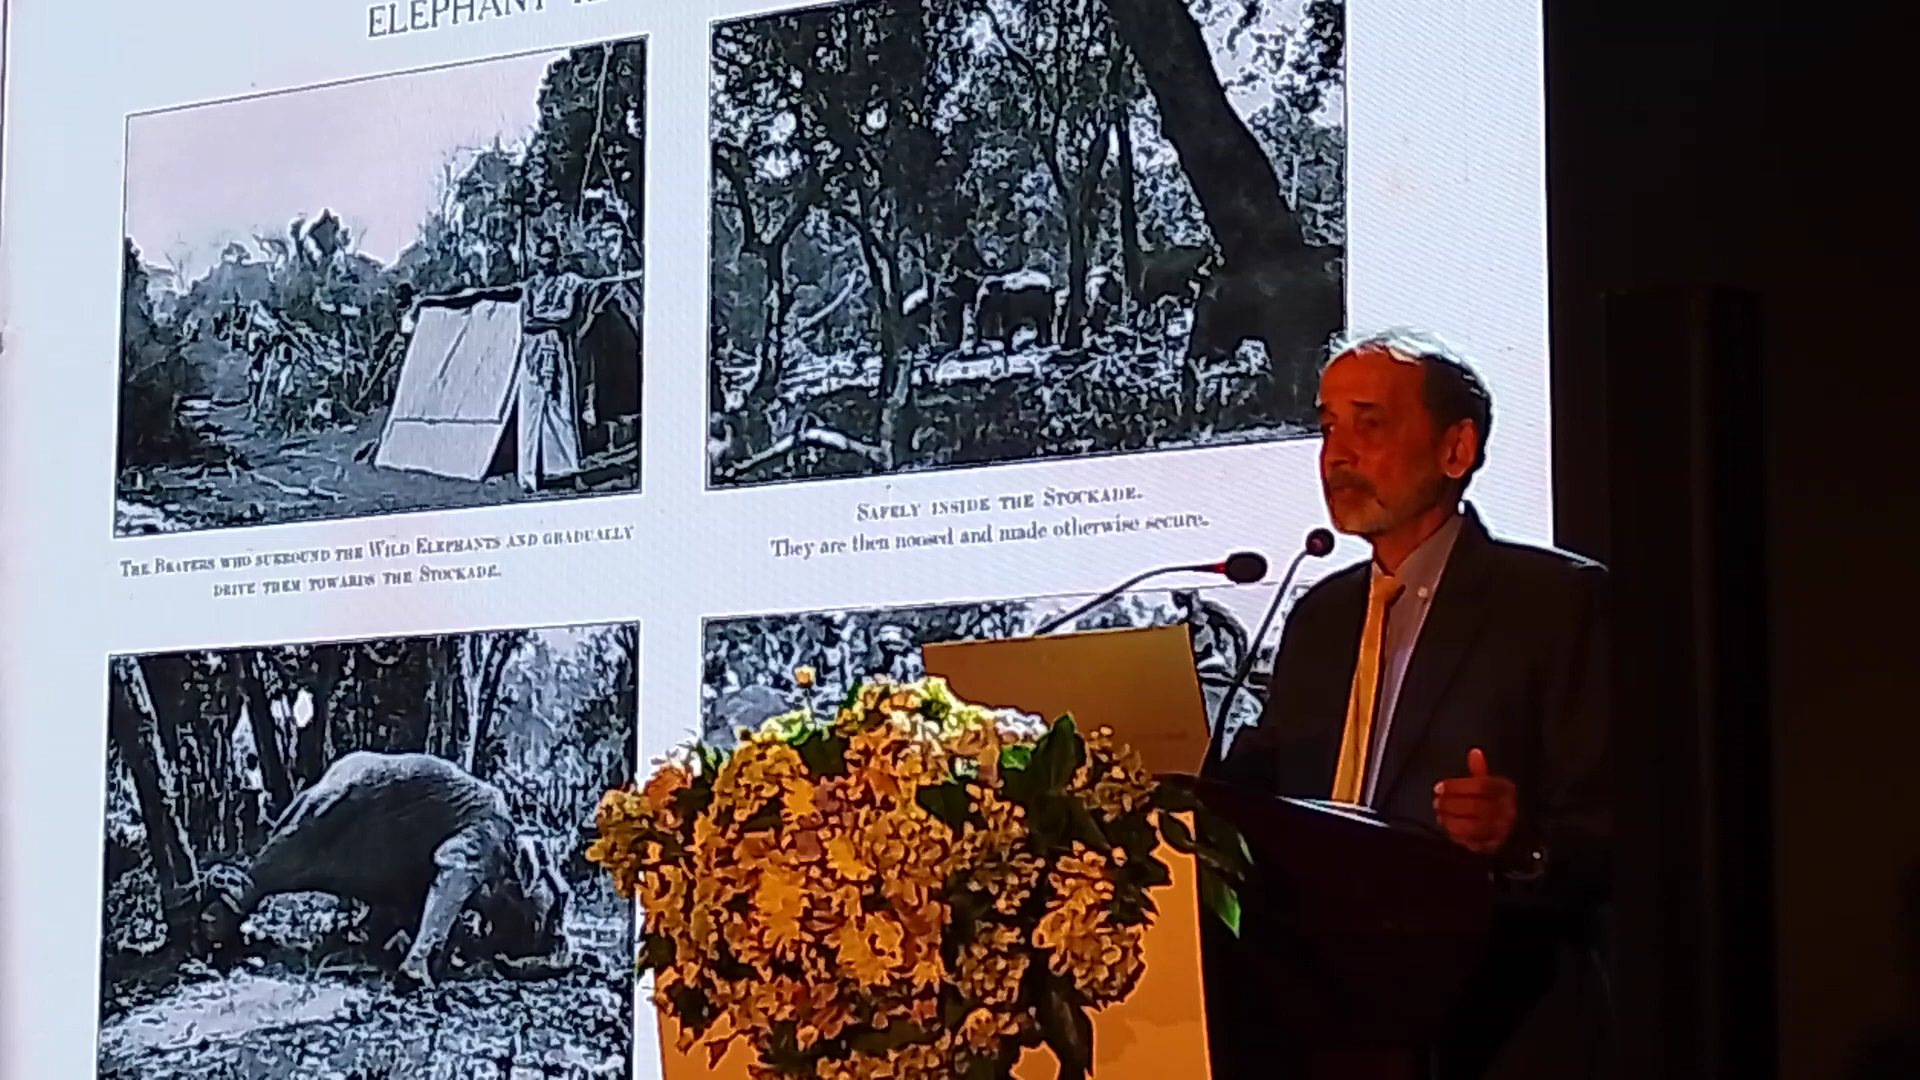 ELEPHANT
THE BEATERS WHO SURROUND THE WILD ELEPHANTS AND GRADUALLY
DRIVE THEM TOWARDS THE STOCKADE.
SAFELY INSIDE THE STOCKADE.
They are then noosed and made otherwise secure.